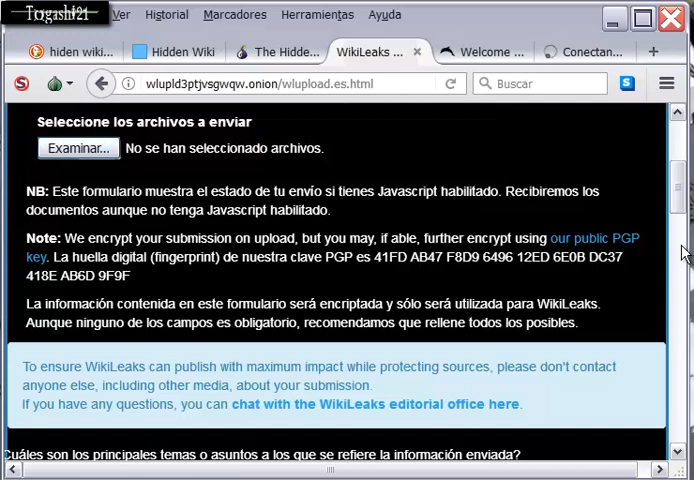 Togashi21
Ver Historial Marcadores Herramientas Ayuda
hiden wiki...
Hidden Wiki
The Hidde...
WikiLeaks ...
Welcome ...
Conectan...
wlupld3ptjvsgwqw.onion/wlupload.es.html
Buscar
Seleccione los archivos a enviar
Examinar... No se han seleccionado archivos.
NB: Este formulario muestra el estado de tu envío si tienes Javascript habilitado. Recibiremos los
documentos aunque no tenga Javascript habilitado.
Note: We encrypt your submission on upload, but you may, if able, further encrypt using our public PGP
key. La huella digital (fingerprint) de nuestra clave PGP es 41FD AB47 F8D9 6496 12ED 6E0B DC37
418E AB6D 9F9F
La información contenida en este formulario será encriptada y sólo será utilizada para WikiLeaks.
Aunque ninguno de los campos es obligatorio, recomendamos que rellene todos los posibles.
To ensure WikiLeaks can publish with maximum impact while protecting sources, please don't contact
anyone else, including other media, about your submission.
If you have any questions, you can chat with the WikiLeaks editorial office here.
Cuáles son los principales temas o asuntos a los que se refiere la información enviada?